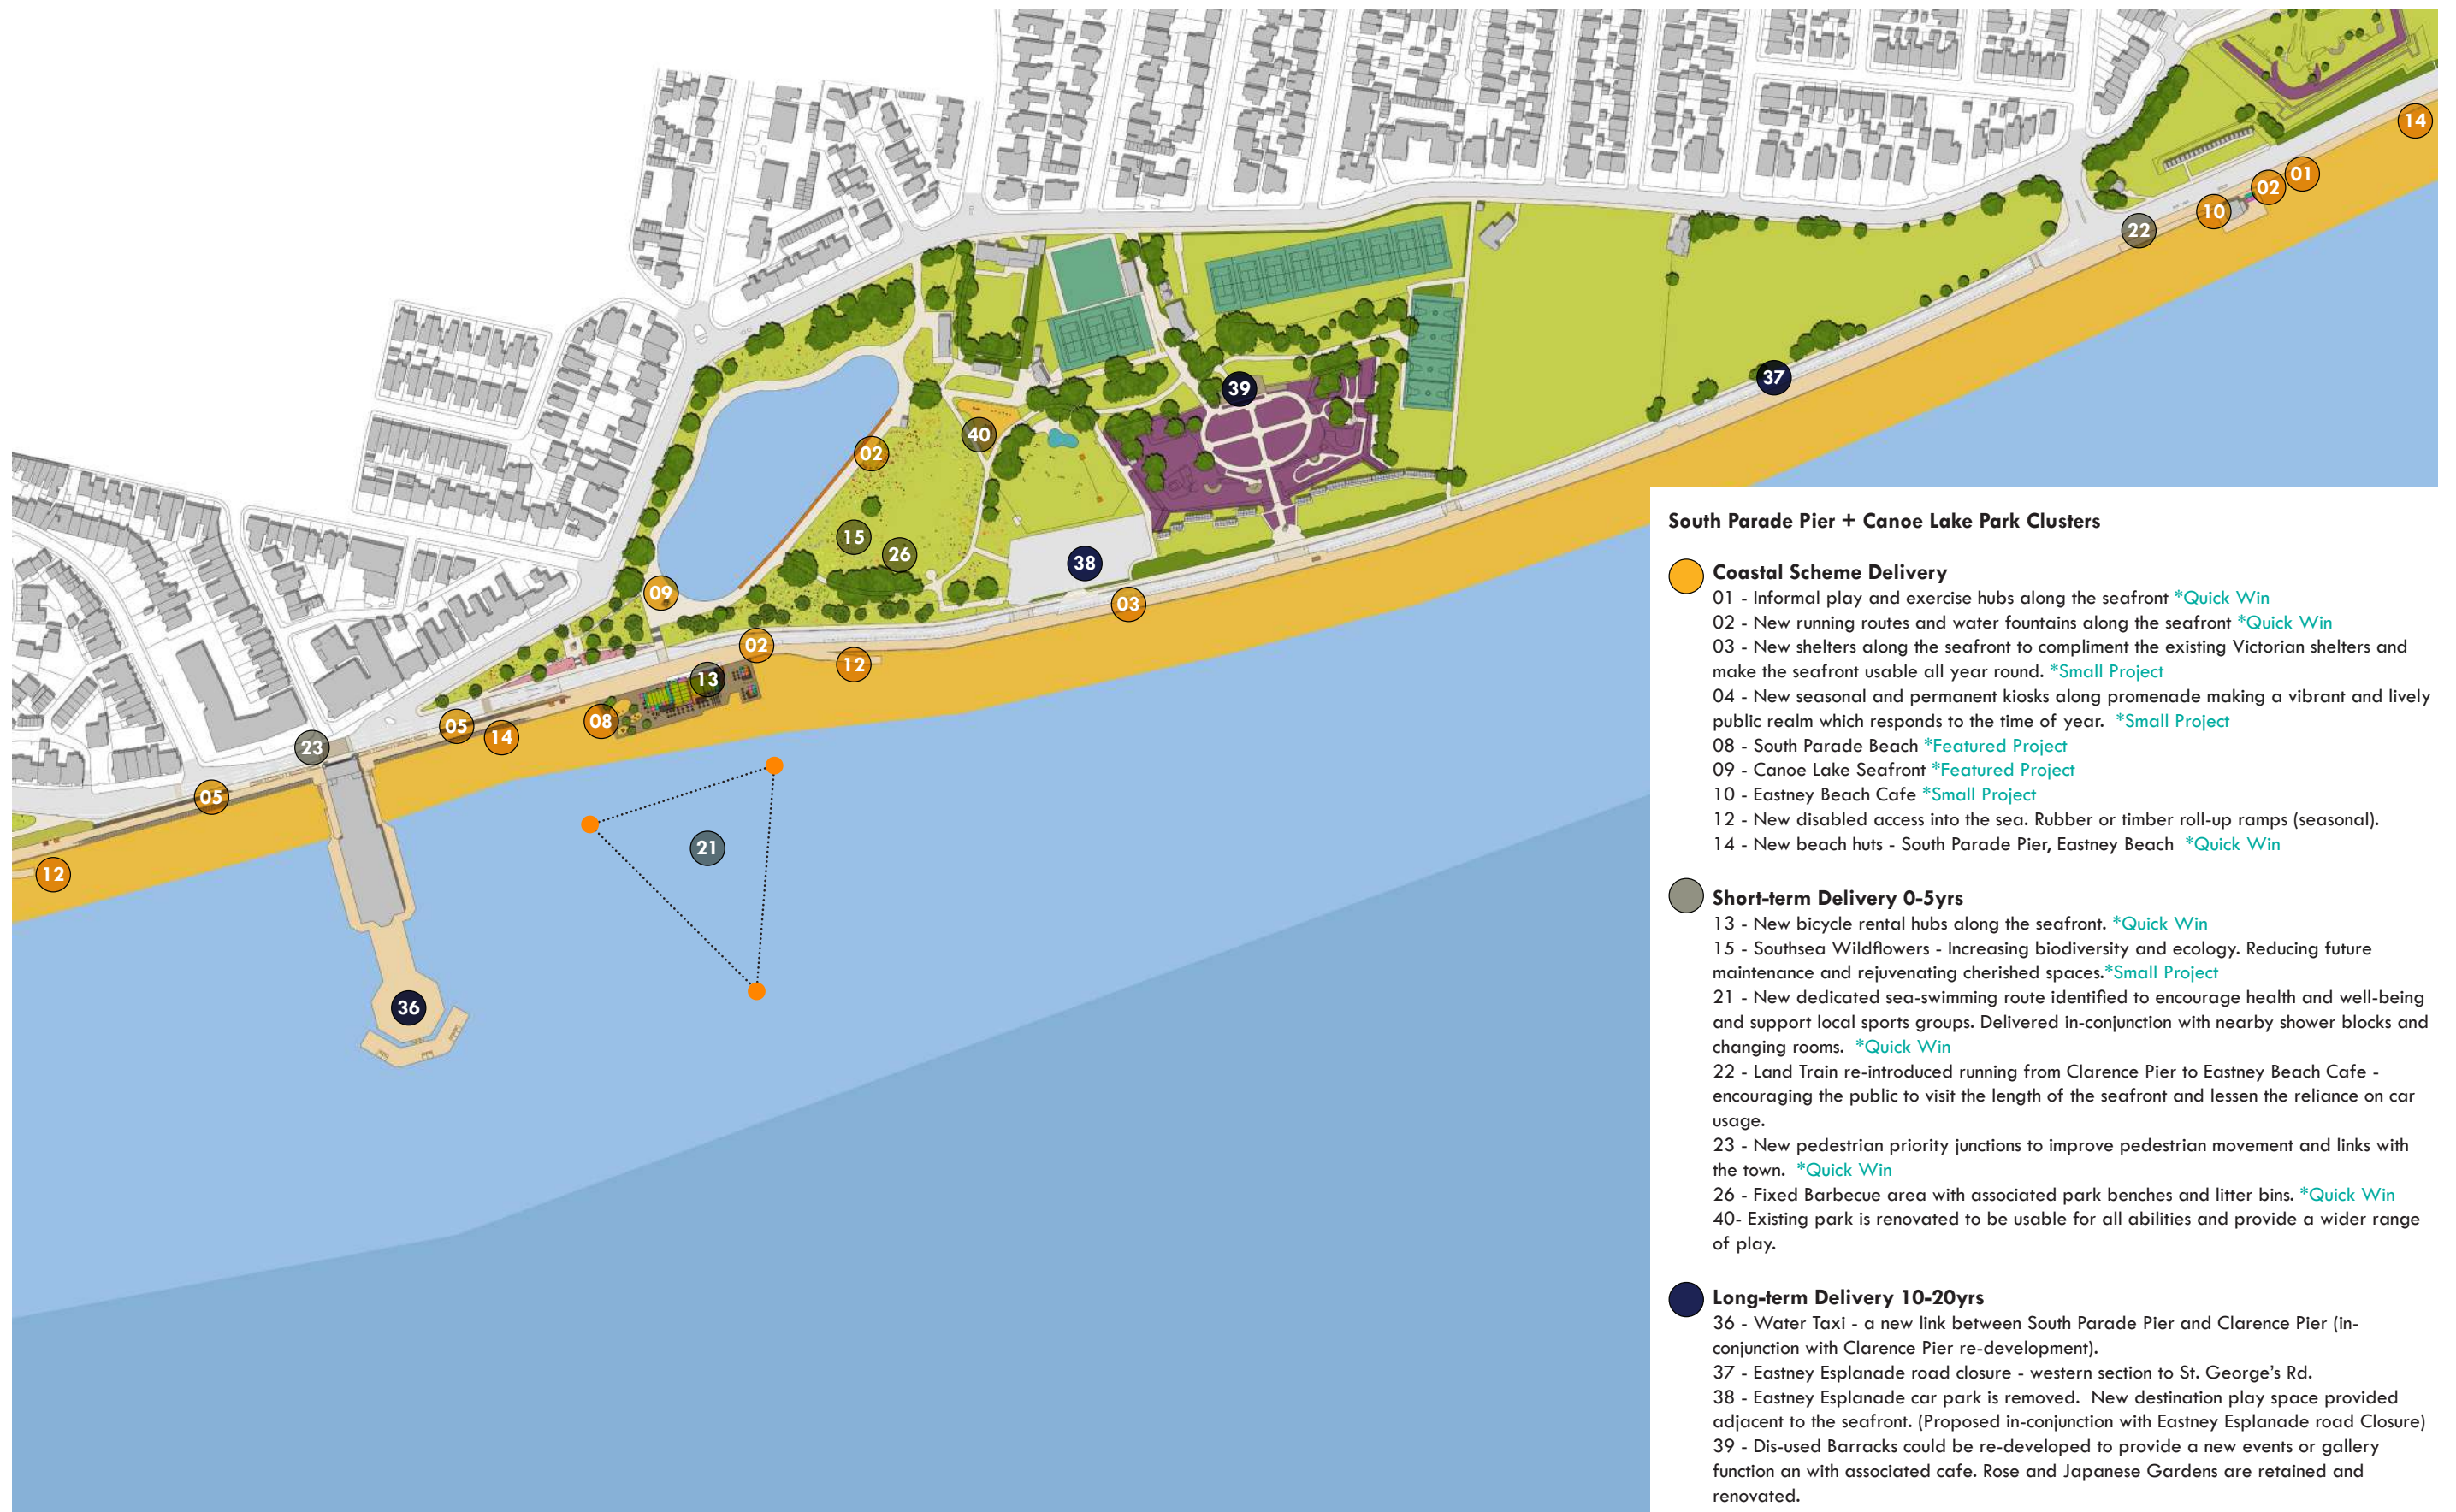 14
01
02
10
22
37
39
40
02
15
26
38
09
03
02
12
13
08
05
14
23
05
21
12
36
South Parade Pier + Canoe Lake Park Clusters
Coastal Scheme Delivery
01 - Informal play and exercise hubs along the seafront *Quick Win
02 - New running routes and water fountains along the seafront *Quick Win
03 - New shelters along the seafront to compliment the existing Victorian shelters and
make the seafront usable all year round. *Small Project
04 - New seasonal and permanent kiosks along promenade making a vibrant and lively
public realm which responds to the time of year. *Small Project
08 - South Parade Beach *Featured Project
09 - Canoe Lake Seafront *Featured Project
10 - Eastney Beach Cafe *Small Project
12 - New disabled access into the sea. Rubber or timber roll-up ramps (seasonal).
14 - New beach huts - South Parade Pier, Eastney Beach *Quick Win
Short-term Delivery 0-5yrs
13 - New bicycle rental hubs along the seafront. *Quick Win
15 - Southsea Wildflowers - Increasing biodiversity and ecology. Reducing future
maintenance and rejuvenating cherished spaces.*Small Project
21 - New dedicated sea-swimming route identified to encourage health and well-being
and support local sports groups. Delivered in-conjunction with nearby shower blocks and
changing rooms. *Quick Win
22 - Land Train re-introduced running from Clarence Pier to Eastney Beach Cafe -
encouraging the public to visit the length of the seafront and lessen the reliance on car
usage.
23 - New pedestrian priority junctions to improve pedestrian movement and links with
the town. *Quick Win
26 - Fixed Barbecue area with associated park benches and litter bins. *Quick Win
40- Existing park is renovated to be usable for all abilities and provide a wider range
of play.
Long-term Delivery 10-20yrs
36 - Water Taxi - a new link between South Parade Pier and Clarence Pier (in-
conjunction with Clarence Pier re-development).
37 - Eastney Esplanade road closure - western section to St. George's Rd.
38 - Eastney Esplanade car park is removed. New destination play space provided
adjacent to the seafront. (Proposed in-conjunction with Eastney Esplanade road Closure)
39 - Dis-used Barracks could be re-developed to provide a new events or gallery
function an with associated cafe. Rose and Japanese Gardens are retained and
renovated.